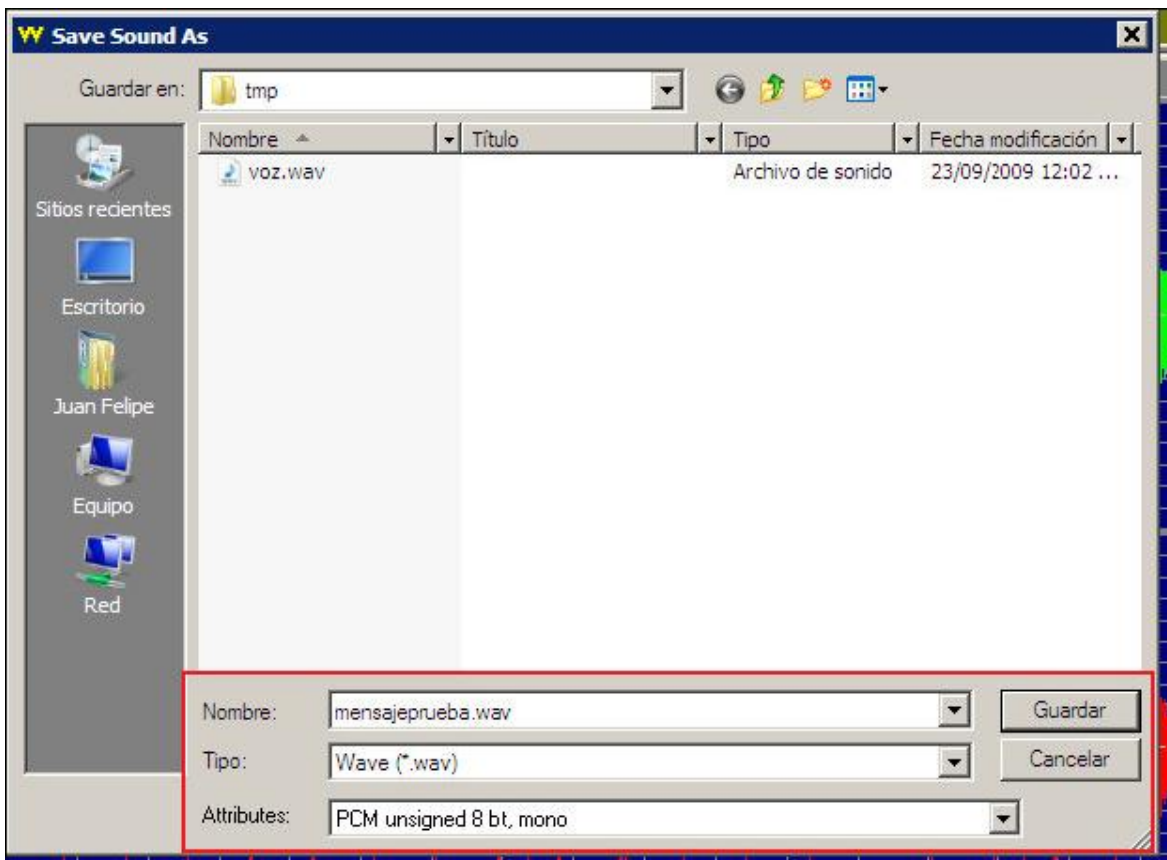 Save Sound As
Guardar en: tmp
Nombre Título Tipo Fecha modificación
voz.wav Archivo de sonido 23/09/2009 12:02 ...
Sitios recientes
Escritorio
Juan Felipe
Equipo
Red
Nombre: mensajeprueba.wav Guardar
Tipo: Wave (*.wav) Cancelar
Attributes: PCM unsigned 8 bt, mono